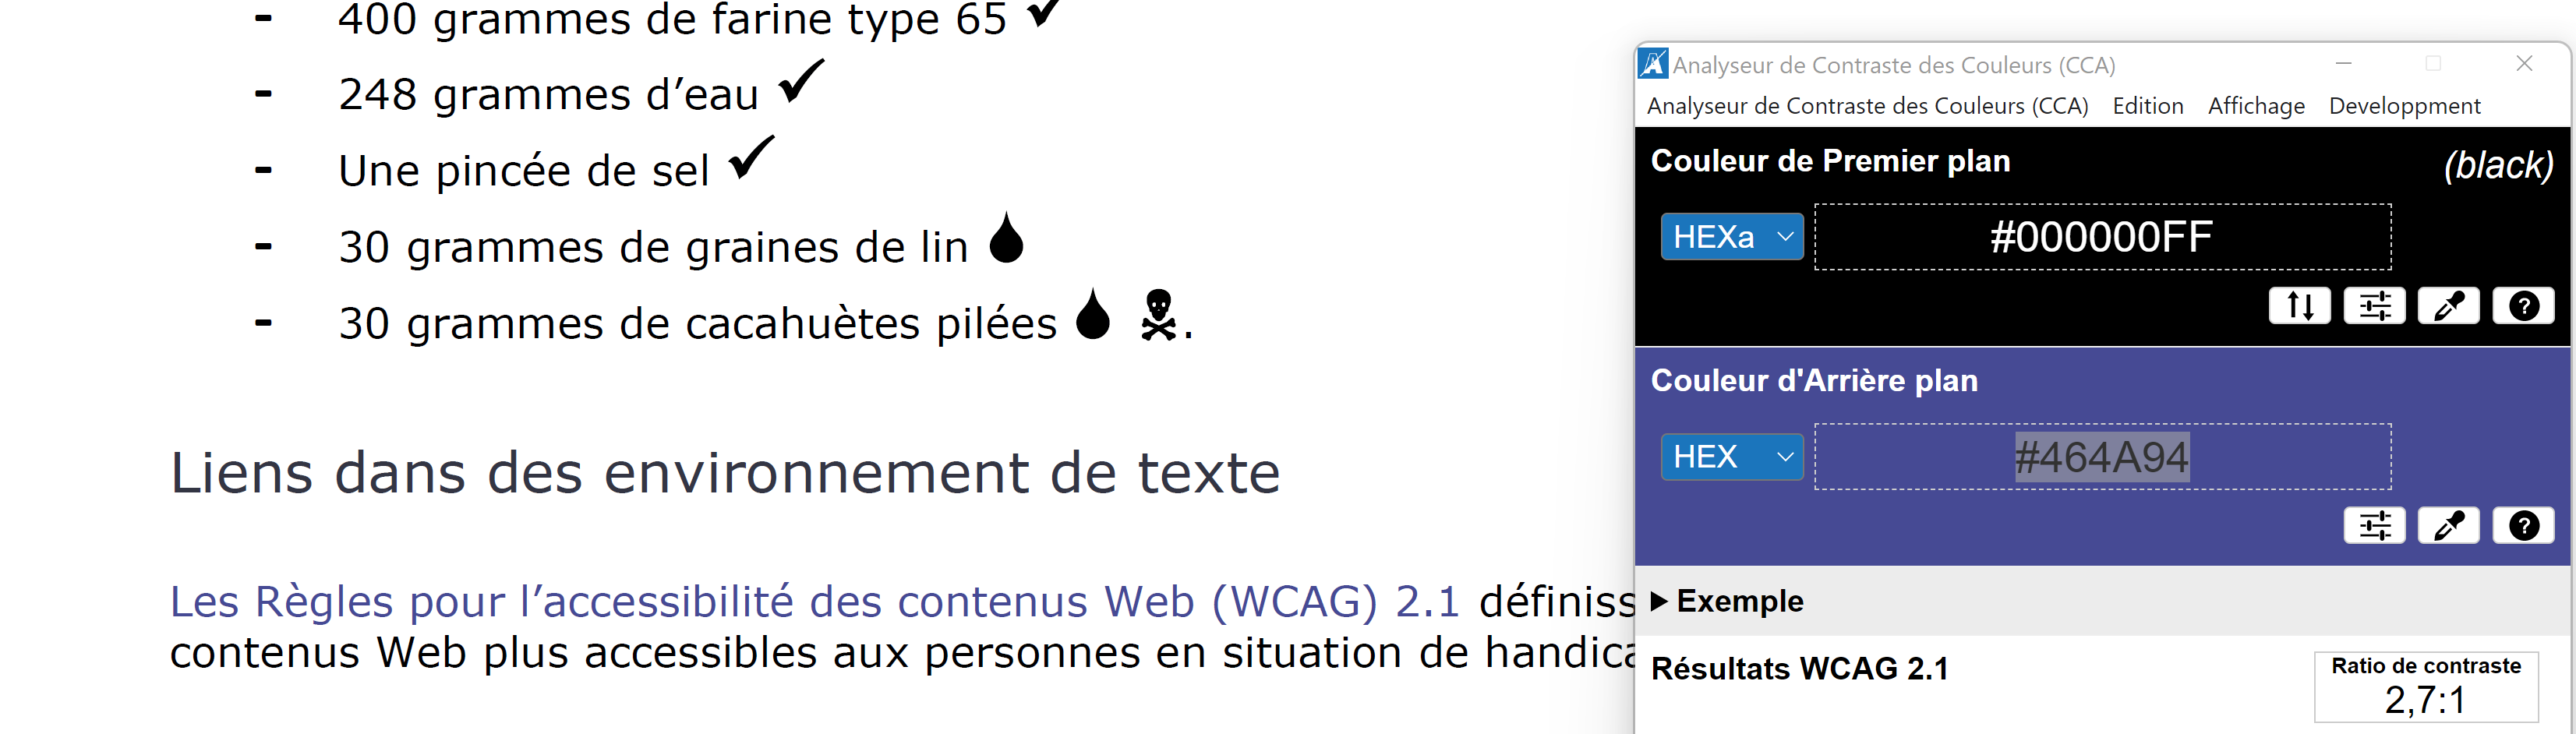 - 400 grammes de farine type 65 ✔
- 248 grammes d’eau ✔
- Une pincée de sel ✔
- 30 grammes de graines de lin
- 30 grammes de cacahuètes pilées .
Liens dans des environnement de texte
Les Règles pour l’accessibilité des contenus Web (WCAG) 2.1 définiss
contenus Web plus accessibles aux personnes en situation de handica
Analyseur de Contraste des Couleurs (CCA)
Analyseur de Contraste des Couleurs (CCA) Edition Affichage Developpment
Couleur de Premier plan (black)
HEXa #000000FF
?
Couleur d'Arrière plan
HEX #464A94
?
Exemple
Résultats WCAG 2.1
Ratio de contraste
2,7:1